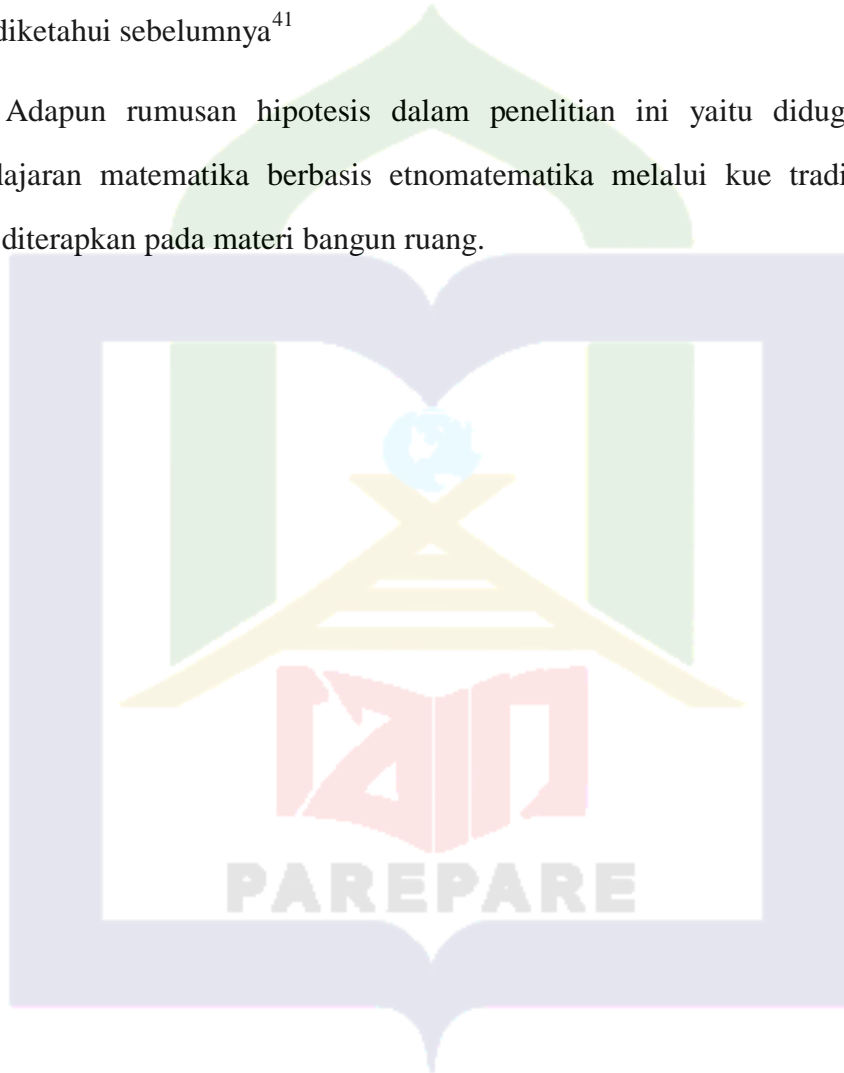 diketahui sebelumnya⁴¹
Adapun rumusan hipotesis dalam penelitian ini yaitu didug
lajaran matematika berbasis etnomatematika melalui kue tradi
diterapkan pada materi bangun ruang.
iain
PAREPARE